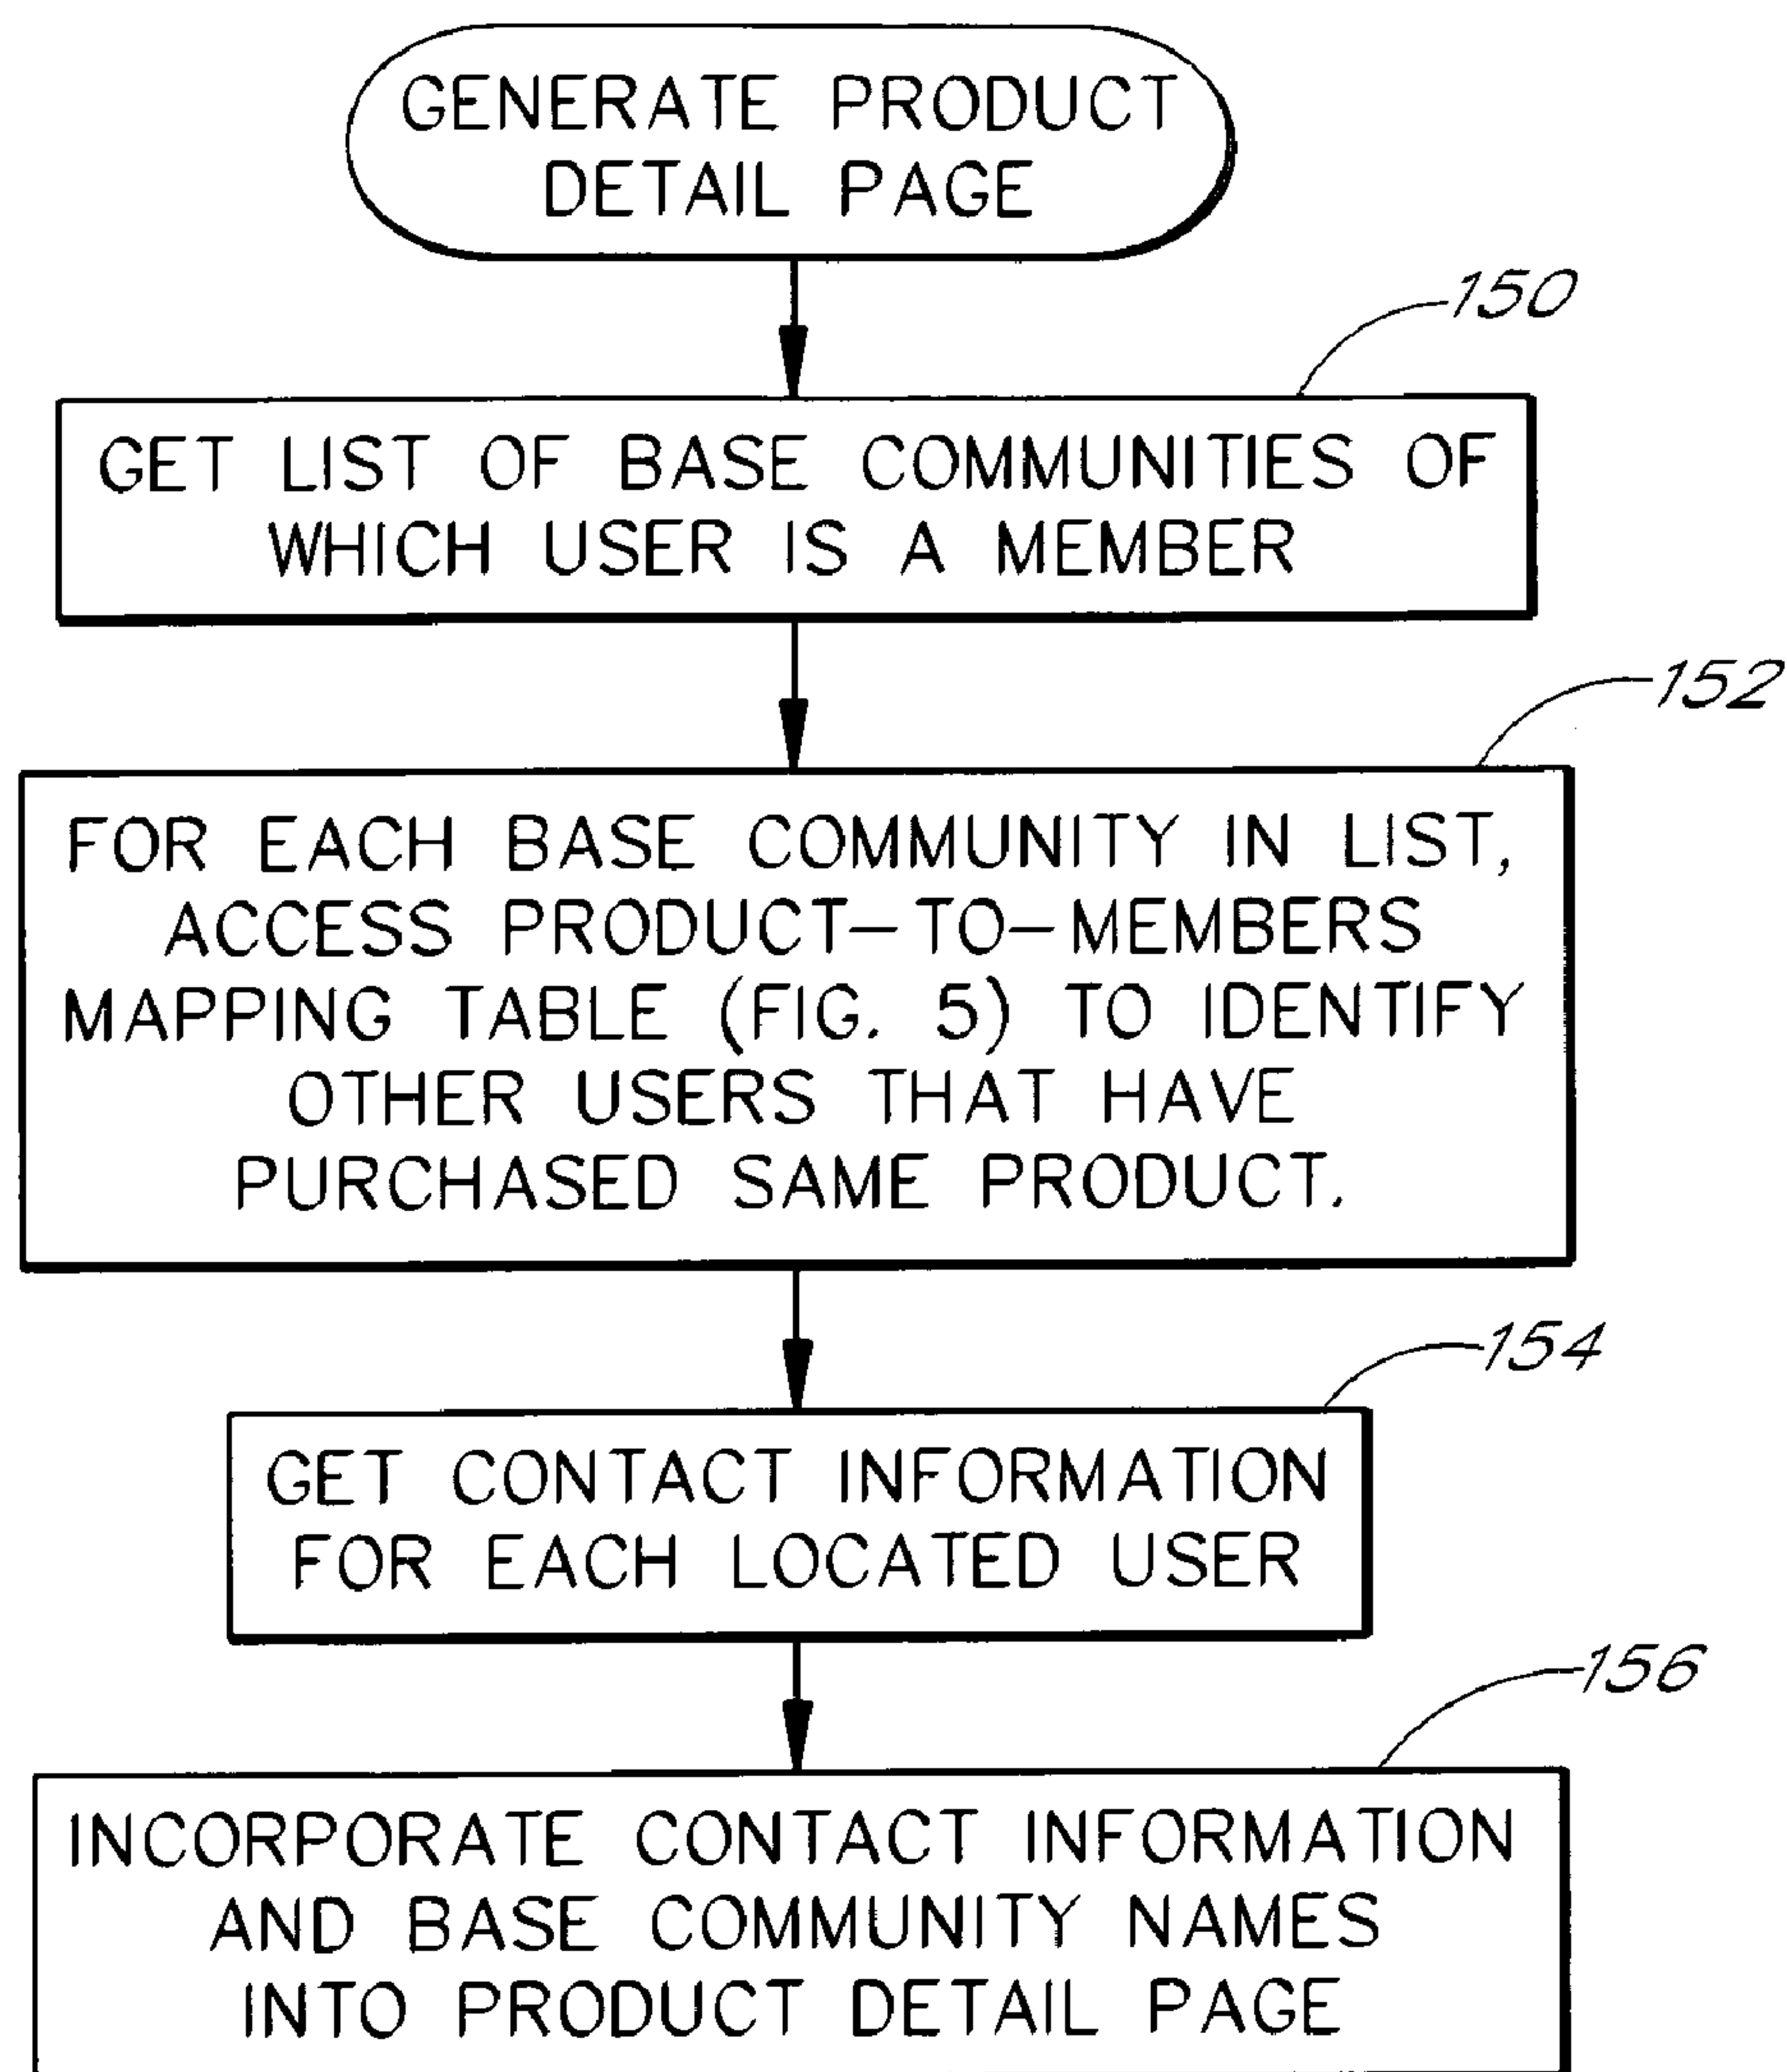 GENERATE PRODUCT
DETAIL PAGE
150
GET LIST OF BASE COMMUNITIES OF
WHICH USER IS A MEMBER
152
FOR EACH BASE COMMUNITY IN LIST,
ACCESS PRODUCT—TO—MEMBERS
MAPPING TABLE (FIG. 5) TO IDENTIFY
OTHER USERS THAT HAVE
PURCHASED SAME PRODUCT.
154
GET CONTACT INFORMATION
FOR EACH LOCATED USER
156
INCORPORATE CONTACT INFORMATION
AND BASE COMMUNITY NAMES
INTO PRODUCT DETAIL PAGE